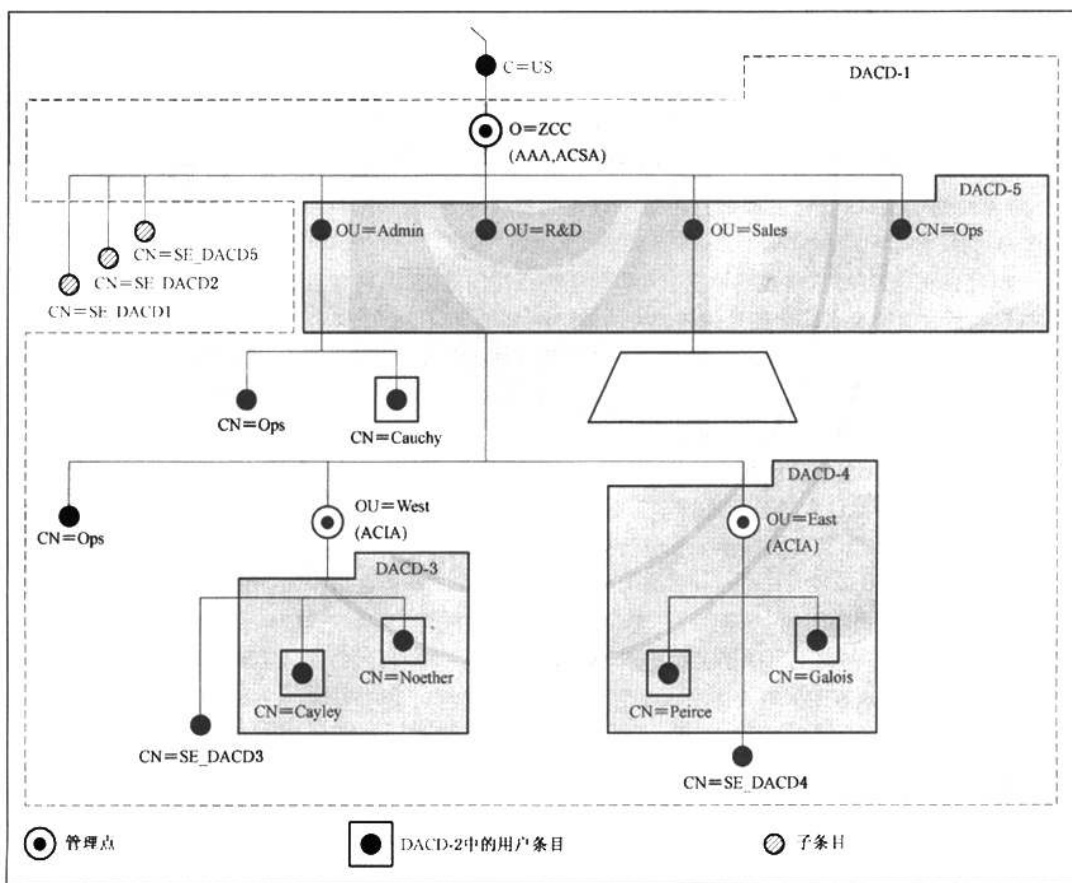 C=US
DACD-1
O=ZCC
(AAA,ACSA)
DACD-5
OU=Admin
OU=R&D
OU=Sales
CN=Ops
CN=SE_DACD5
CN=SE_DACD2
CN=SE_DACD1
CN=Ops
CN=Cauchy
DACD-4
OU=West
(ACIA)
OU=East
(ACIA)
CN=Ops
DACD-3
CN=Noether
CN=Galois
CN=Cayley
CN=Peirce
CN=SE_DACD3
CN=SE_DACD4
管理点
DACD-2中的用户条目
子条目